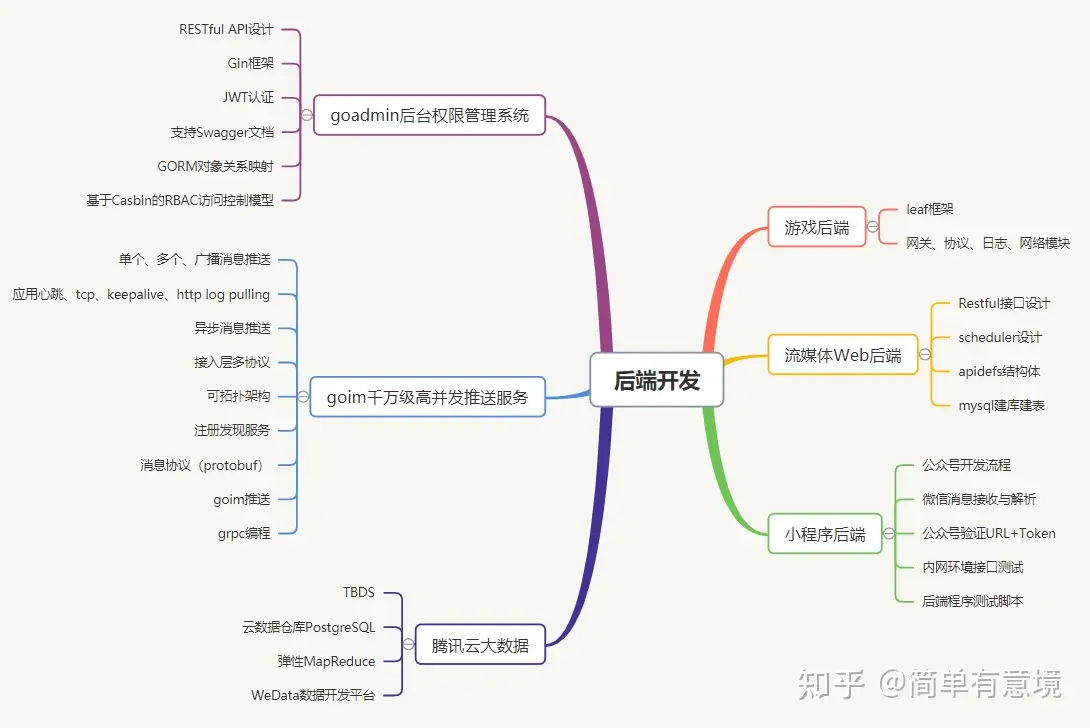 后端开发
goadmin后台权限管理系统
RESTful API设计
Gin框架
JWT认证
支持Swagger文档
GORM对象关系映射
基于Casbin的RBAC访问控制模型
goim千万级高并发推送服务
单个、多个、广播消息推送
应用心跳、tcp、keepalive、http log pulling
异步消息推送
接入层多协议
可拓扑架构
注册发现服务
消息协议（protobuf）
goim推送
grpc编程
腾讯云大数据
TBDS
云数据仓库PostgreSQL
弹性MapReduce
WeData数据开发平台
游戏后端
leaf框架
网关、协议、日志、网络模块
流媒体Web后端
Restful接口设计
scheduler设计
apidefs结构体
mysql建库建表
小程序后端
公众号开发流程
微信消息接收与解析
公众号验证URL+Token
内网环境接口测试
后端程序测试脚本
知乎 @简单有意境